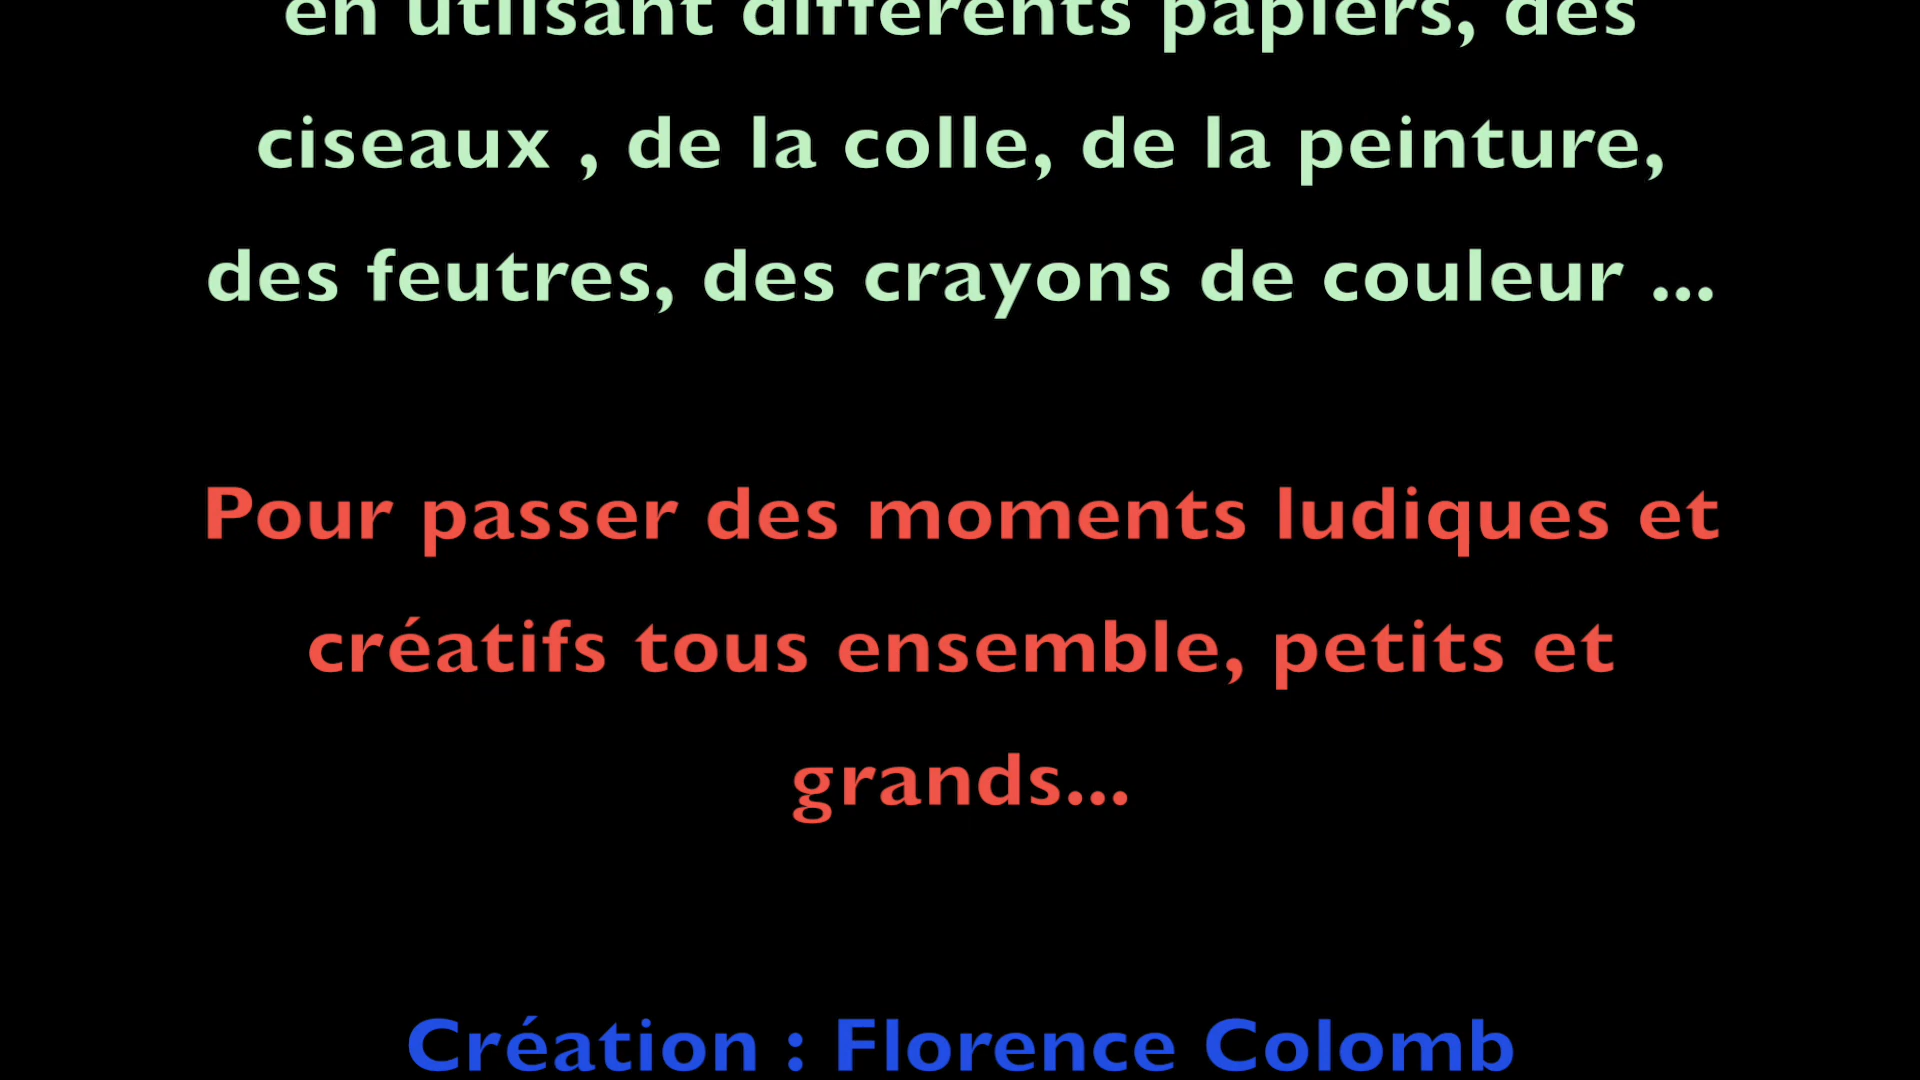 en utilisant différents papiers, des
ciseaux , de la colle, de la peinture,
des feutres, des crayons de couleur ...
Pour passer des moments ludiques et
créatifs tous ensemble, petits et
grands...
Création : Florence Colomb